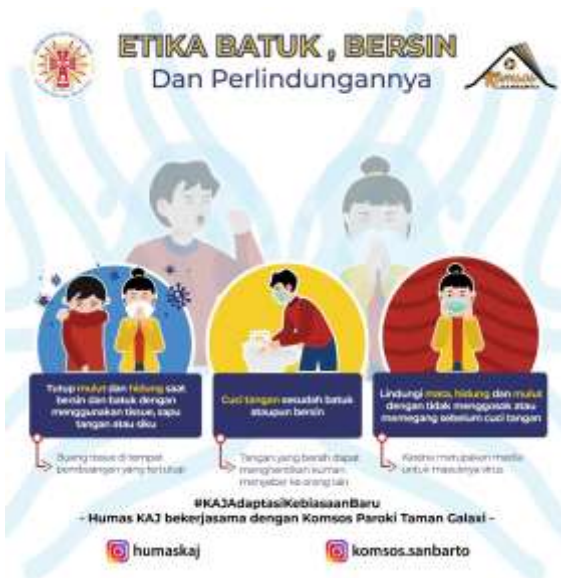 ETIKA BATUK , BERSIN
Dan Perlindungannya
Komsos
Tutup mulut dan hidung saat
bersin dan batuk dengan
menggunakan tissue, sapu
tangan atau siku
Buang tissue di tempat
pembuangan yang tertutup
Cuci tangan sesudah batuk
ataupun bersin
Tangan yang bersih dapat
menghentikan kuman
menyebar ke orang lain
Lindungi mata, hidung dan mulut
dengan tidak menggosok atau
memegang sebelum cuci tangan
Karena merupakan media
untuk masuknya virus
#KAJAdaptasiKebiasaanBaru
- Humas KAJ bekerjasama dengan Komsos Paroki Taman Galaxi -
humaskaj
komsos.sanbarto